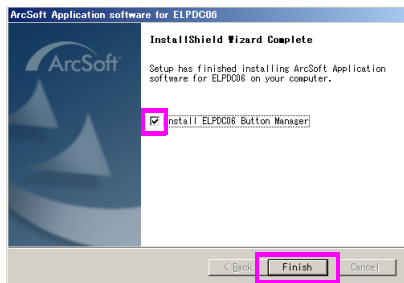 ArcSoft Application software for ELPDC06
InstallShield Wizard Complete
ArcSoft
Setup has finished installing ArcSoft Application
software for ELPDC06 on your computer.
Install ELPDC06 Button Manager
< Back
Finish
Cancel